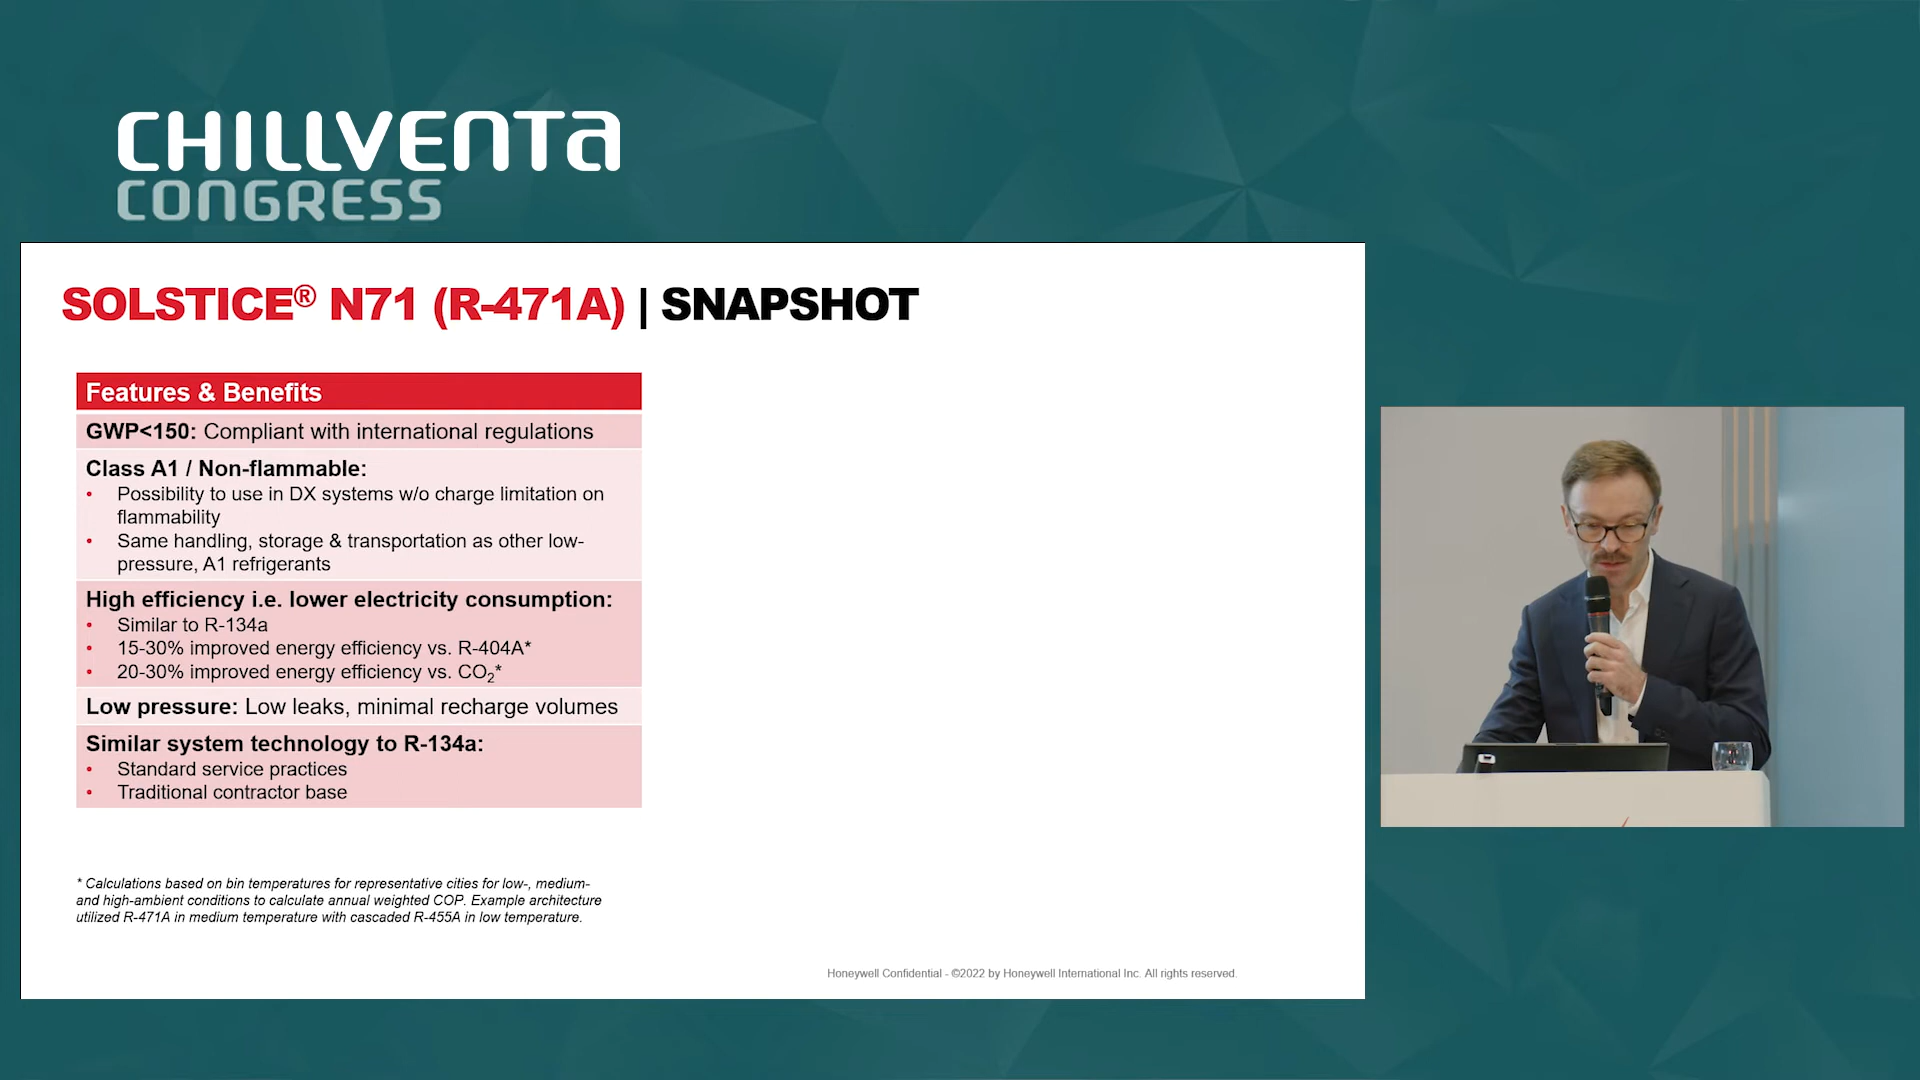 CHILLVENTA
CONGRESS
SOLSTICE® N71 (R-471A) | SNAPSHOT
Features & Benefits
GWP<150: Compliant with international regulations
Class A1 / Non-flammable:
• Possibility to use in DX systems w/o charge limitation on
flammability
• Same handling, storage & transportation as other low-
pressure, A1 refrigerants
High efficiency i.e. lower electricity consumption:
• Similar to R-134a
• 15-30% improved energy efficiency vs. R-404A*
• 20-30% improved energy efficiency vs. CO₂*
Low pressure: Low leaks, minimal recharge volumes
Similar system technology to R-134a:
• Standard service practices
• Traditional contractor base
* Calculations based on bin temperatures for representative cities for low-, medium-
and high-ambient conditions to calculate annual weighted COP. Example architecture
utilized R-471A in medium temperature with cascaded R-455A in low temperature.
Honeywell Confidential - ©2022 by Honeywell International Inc. All rights reserved.